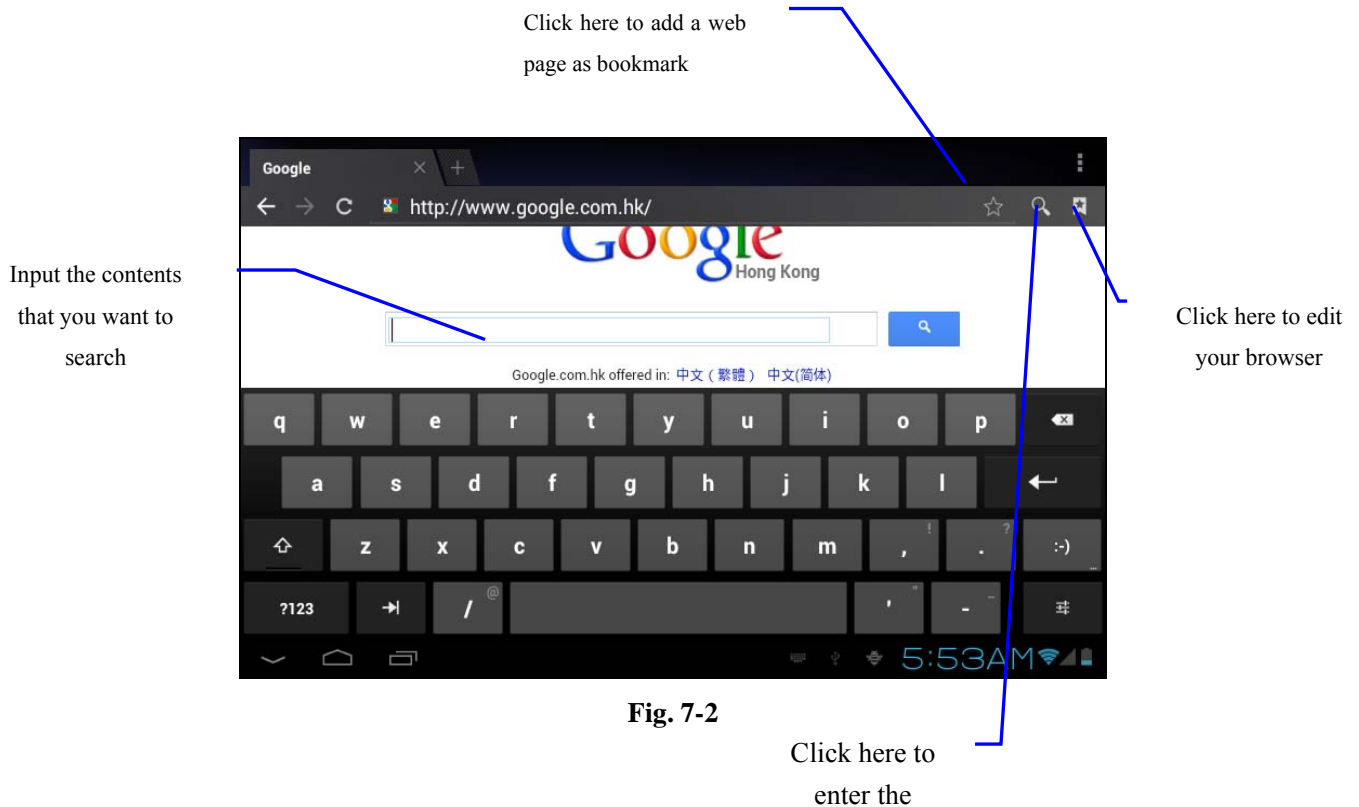 Click here to add a web
page as bookmark
Google
http://www.google.com.hk/
Google
Hong Kong
Input the contents
that you want to
search
Click here to edit
your browser
Google.com.hk offered in: 中文 ( 繁體 ) 中文(简体)
q w e r t y u i o p
a s d f g h j k l
z x c v b n m , ! . ? :-) ...
?123 / @ ' " - _
5:53AM
Fig. 7-2
Click here to
enter the